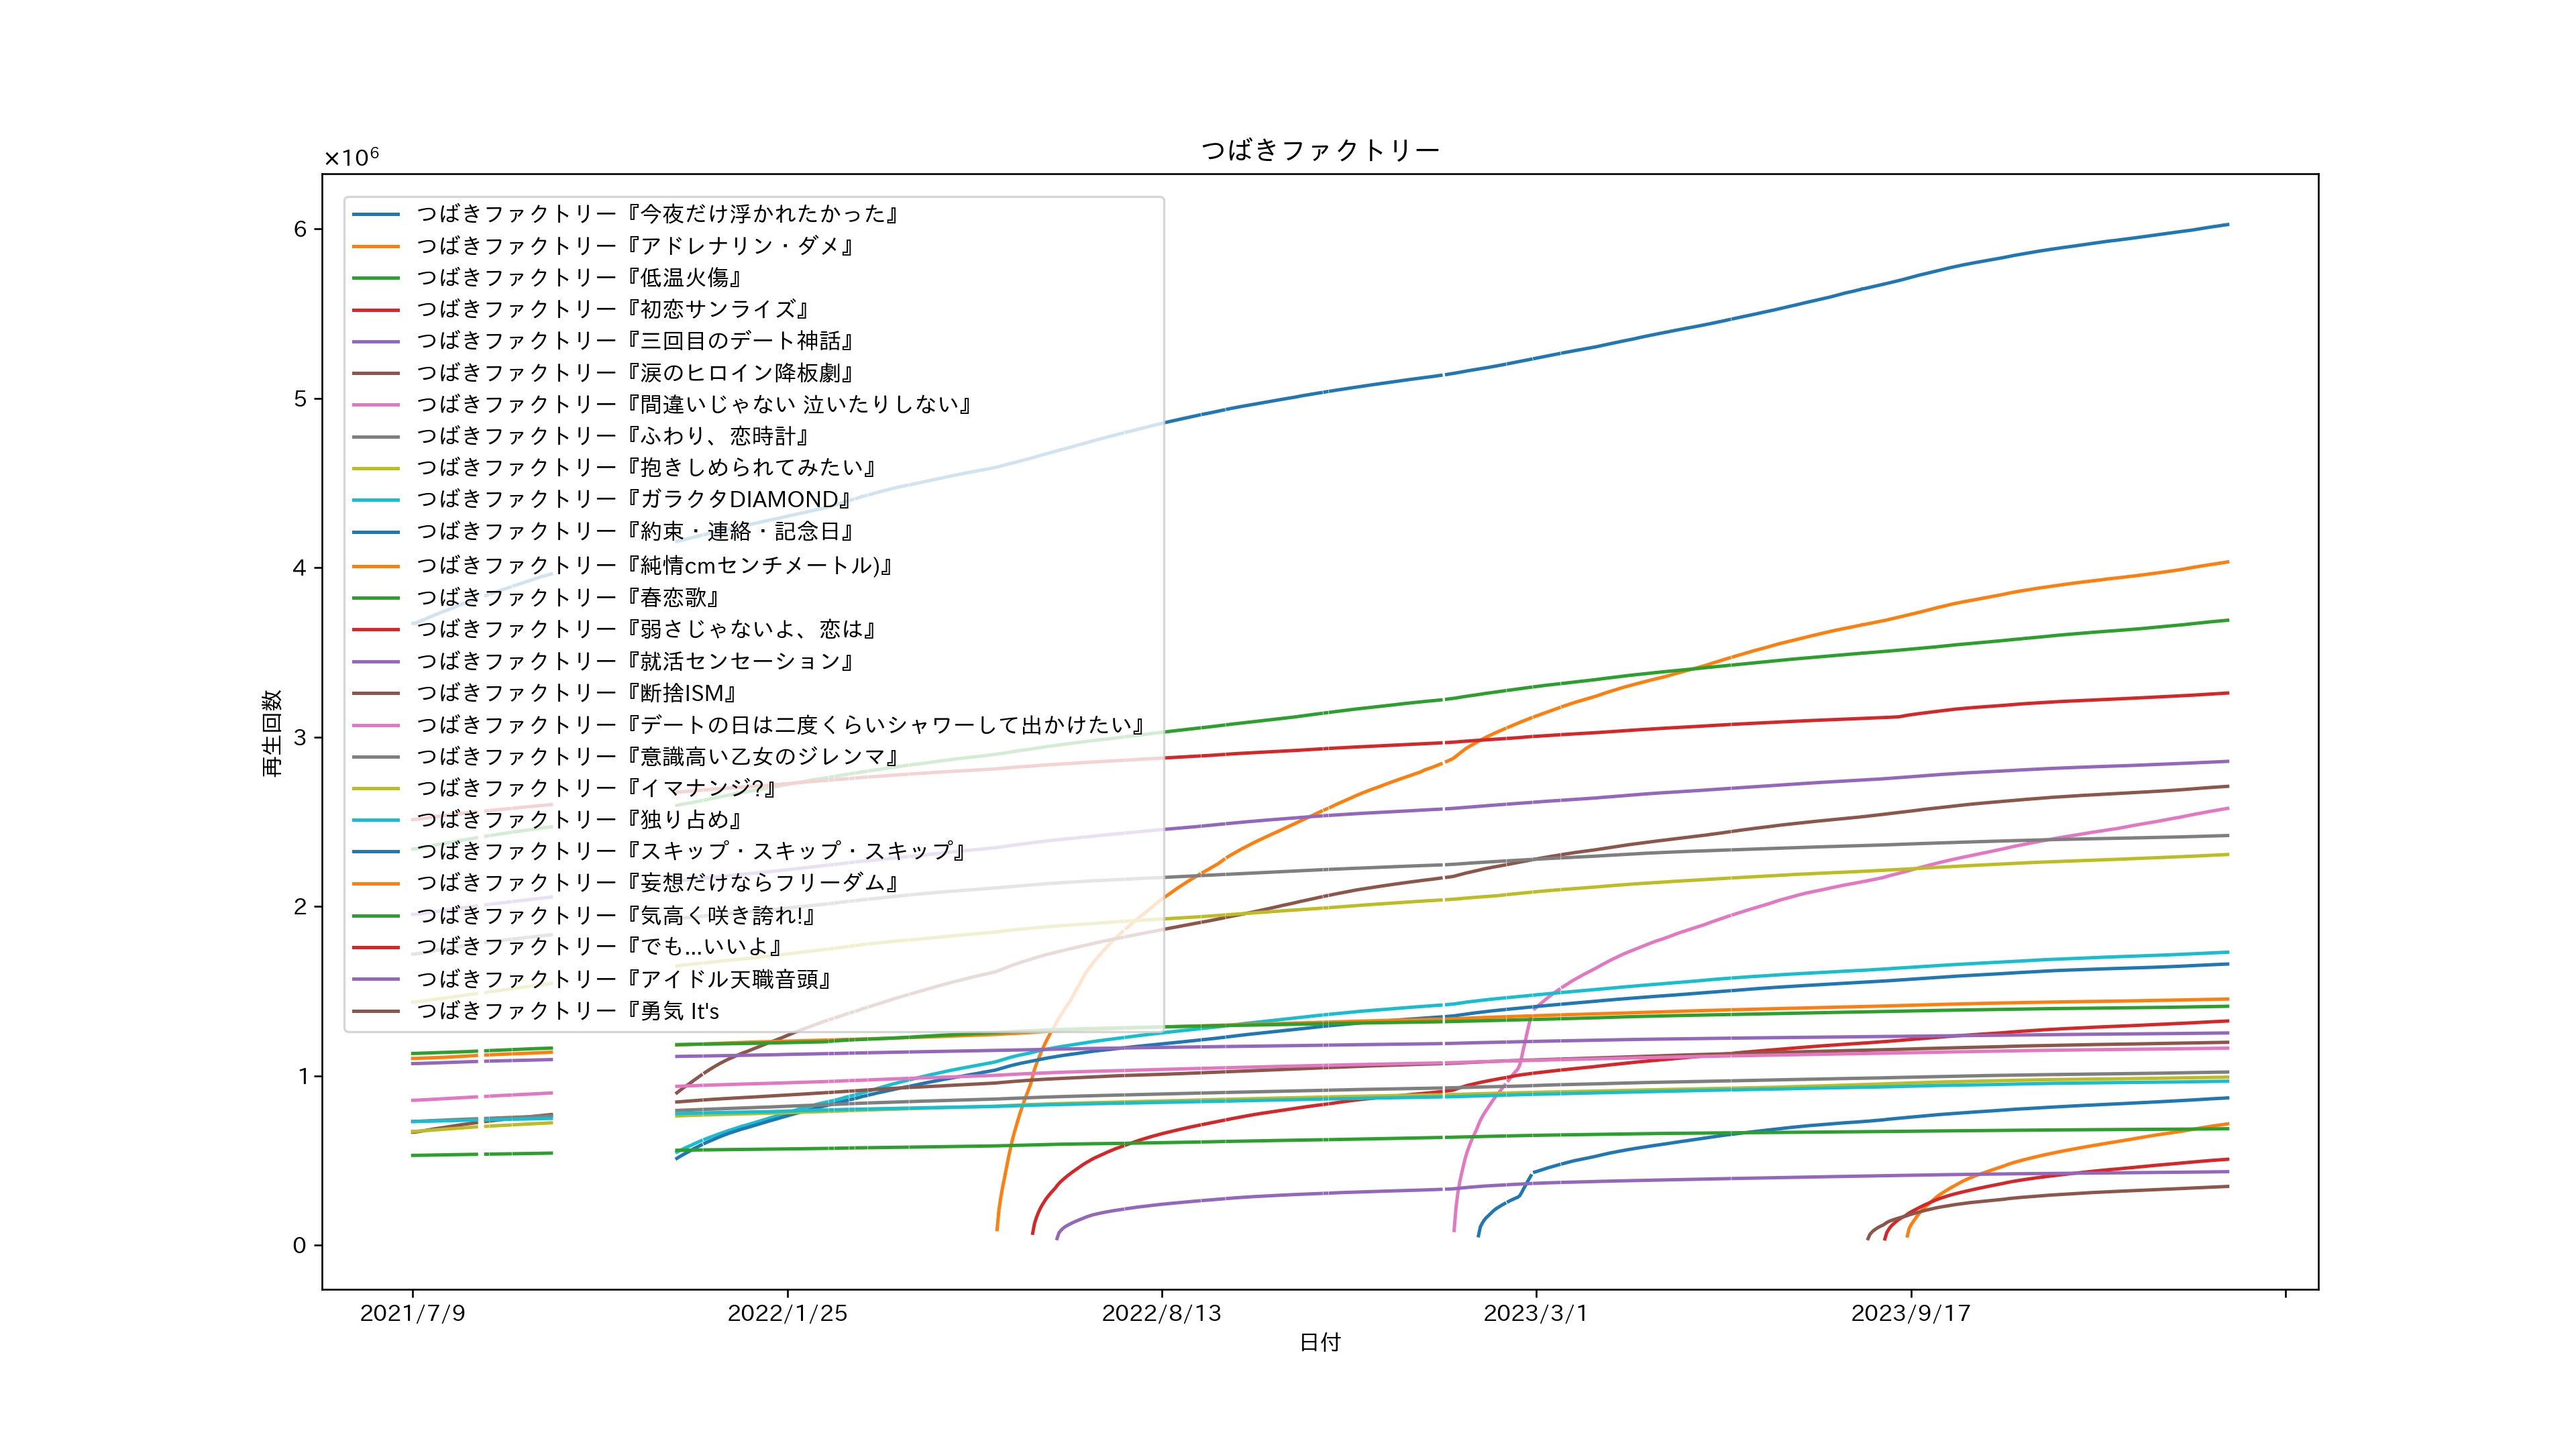 つばきファクトリー
×10⁶
つばきファクトリー『今夜だけ浮かれたかった』
つばきファクトリー『アドレナリン・ダメ』
つばきファクトリー『低温火傷』
つばきファクトリー『初恋サンライズ』
つばきファクトリー『三回目のデート神話』
つばきファクトリー『涙のヒロイン降板劇』
つばきファクトリー『間違いじゃない 泣いたりしない』
つばきファクトリー『ふわり、恋時計』
つばきファクトリー『抱きしめられてみたい』
つばきファクトリー『ガラクタDIAMOND』
つばきファクトリー『約束・連絡・記念日』
つばきファクトリー『純情cmセンチメートル)』
つばきファクトリー『春恋歌』
つばきファクトリー『弱さじゃないよ、恋は』
つばきファクトリー『就活センセーション』
つばきファクトリー『断捨ISM』
つばきファクトリー『デートの日は二度くらいシャワーして出かけたい』
つばきファクトリー『意識高い乙女のジレンマ』
つばきファクトリー『イマナンジ?』
つばきファクトリー『独り占め』
つばきファクトリー『スキップ・スキップ・スキップ』
つばきファクトリー『妄想だけならフリーダム』
つばきファクトリー『気高く咲き誇れ!』
つばきファクトリー『でも...いいよ』
つばきファクトリー『アイドル天職音頭』
つばきファクトリー『勇気 It's
6
5
4
3
2
1
0
再生回数
2021/7/9
2022/1/25
2022/8/13
2023/3/1
2023/9/17
日付